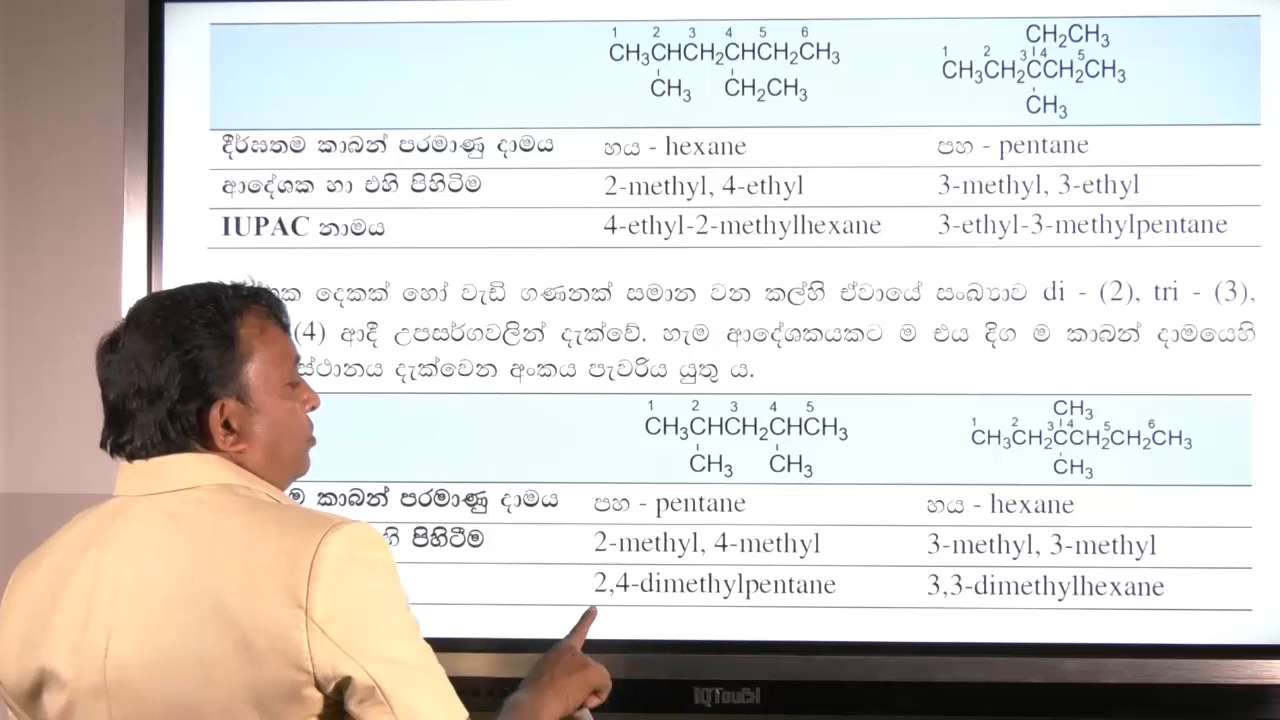 1 2 3 4 5 6
CH₃CHCH₂CHCH₂CH₃
CH₃ CH₂CH₃
CH₂CH₃
1 2 3 4 5
CH₃CH₂CCH₂CH₃
CH₃
දීර්ඝතම කාබන් පරමාණු දාමය හය - hexane පහ - pentane
ආදේශක හා එහි පිහිටීම 2-methyl, 4-ethyl 3-methyl, 3-ethyl
IUPAC නාමය 4-ethyl-2-methylhexane 3-ethyl-3-methylpentane
දෙකක් හෝ වැඩි ගණනක් සමාන වන කල්හි ඒවායේ සංඛ්‍යාව di - (2), tri - (3),
(4) ආදී උපසර්ගවලින් දැක්වේ. හැම ආදේශකයකට ම එය දිග ම කාබන් දාමයෙහි
දැක්වෙන අංකය පැවරිය යුතු ය.
1 2 3 4 5
CH₃CHCH₂CHCH₃
CH₃ CH₃
CH₃
1 2 3 4 5 6
CH₃CH₂CCH₂CH₂CH₃
CH₃
කාබන් පරමාණු දාමය පහ - pentane හය - hexane
පිහිටීම 2-methyl, 4-methyl 3-methyl, 3-methyl
2,4-dimethylpentane 3,3-dimethylhexane
IQTouch